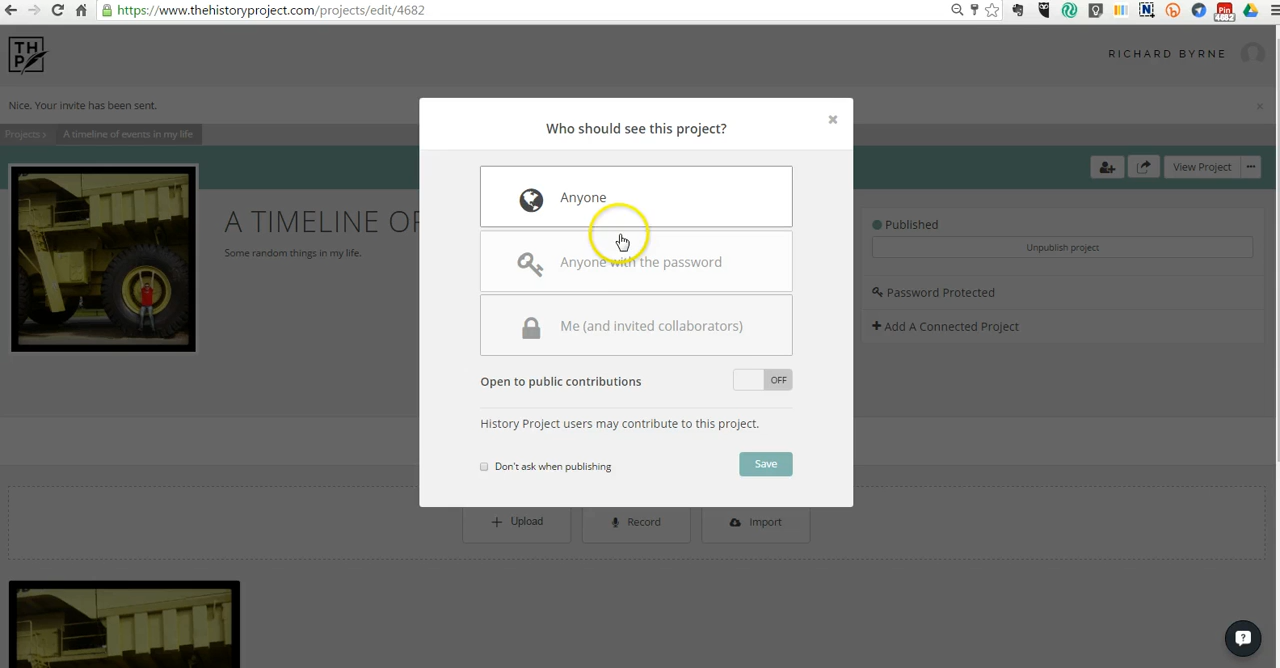 https://www.thehistoryproject.com/projects/edit/4682
Pin
4682
TH
P
RICHARD BYRNE
Nice. Your invite has been sent.
Projects > A timeline of events in my life
View Project
A TIMELINE OF
Some random things in my life.
Published
Unpublish project
Password Protected
+ Add A Connected Project
Who should see this project?
Anyone
Anyone with the password
Me (and invited collaborators)
Open to public contributions OFF
History Project users may contribute to this project.
Don't ask when publishing
Save
+ Upload
Record
Import